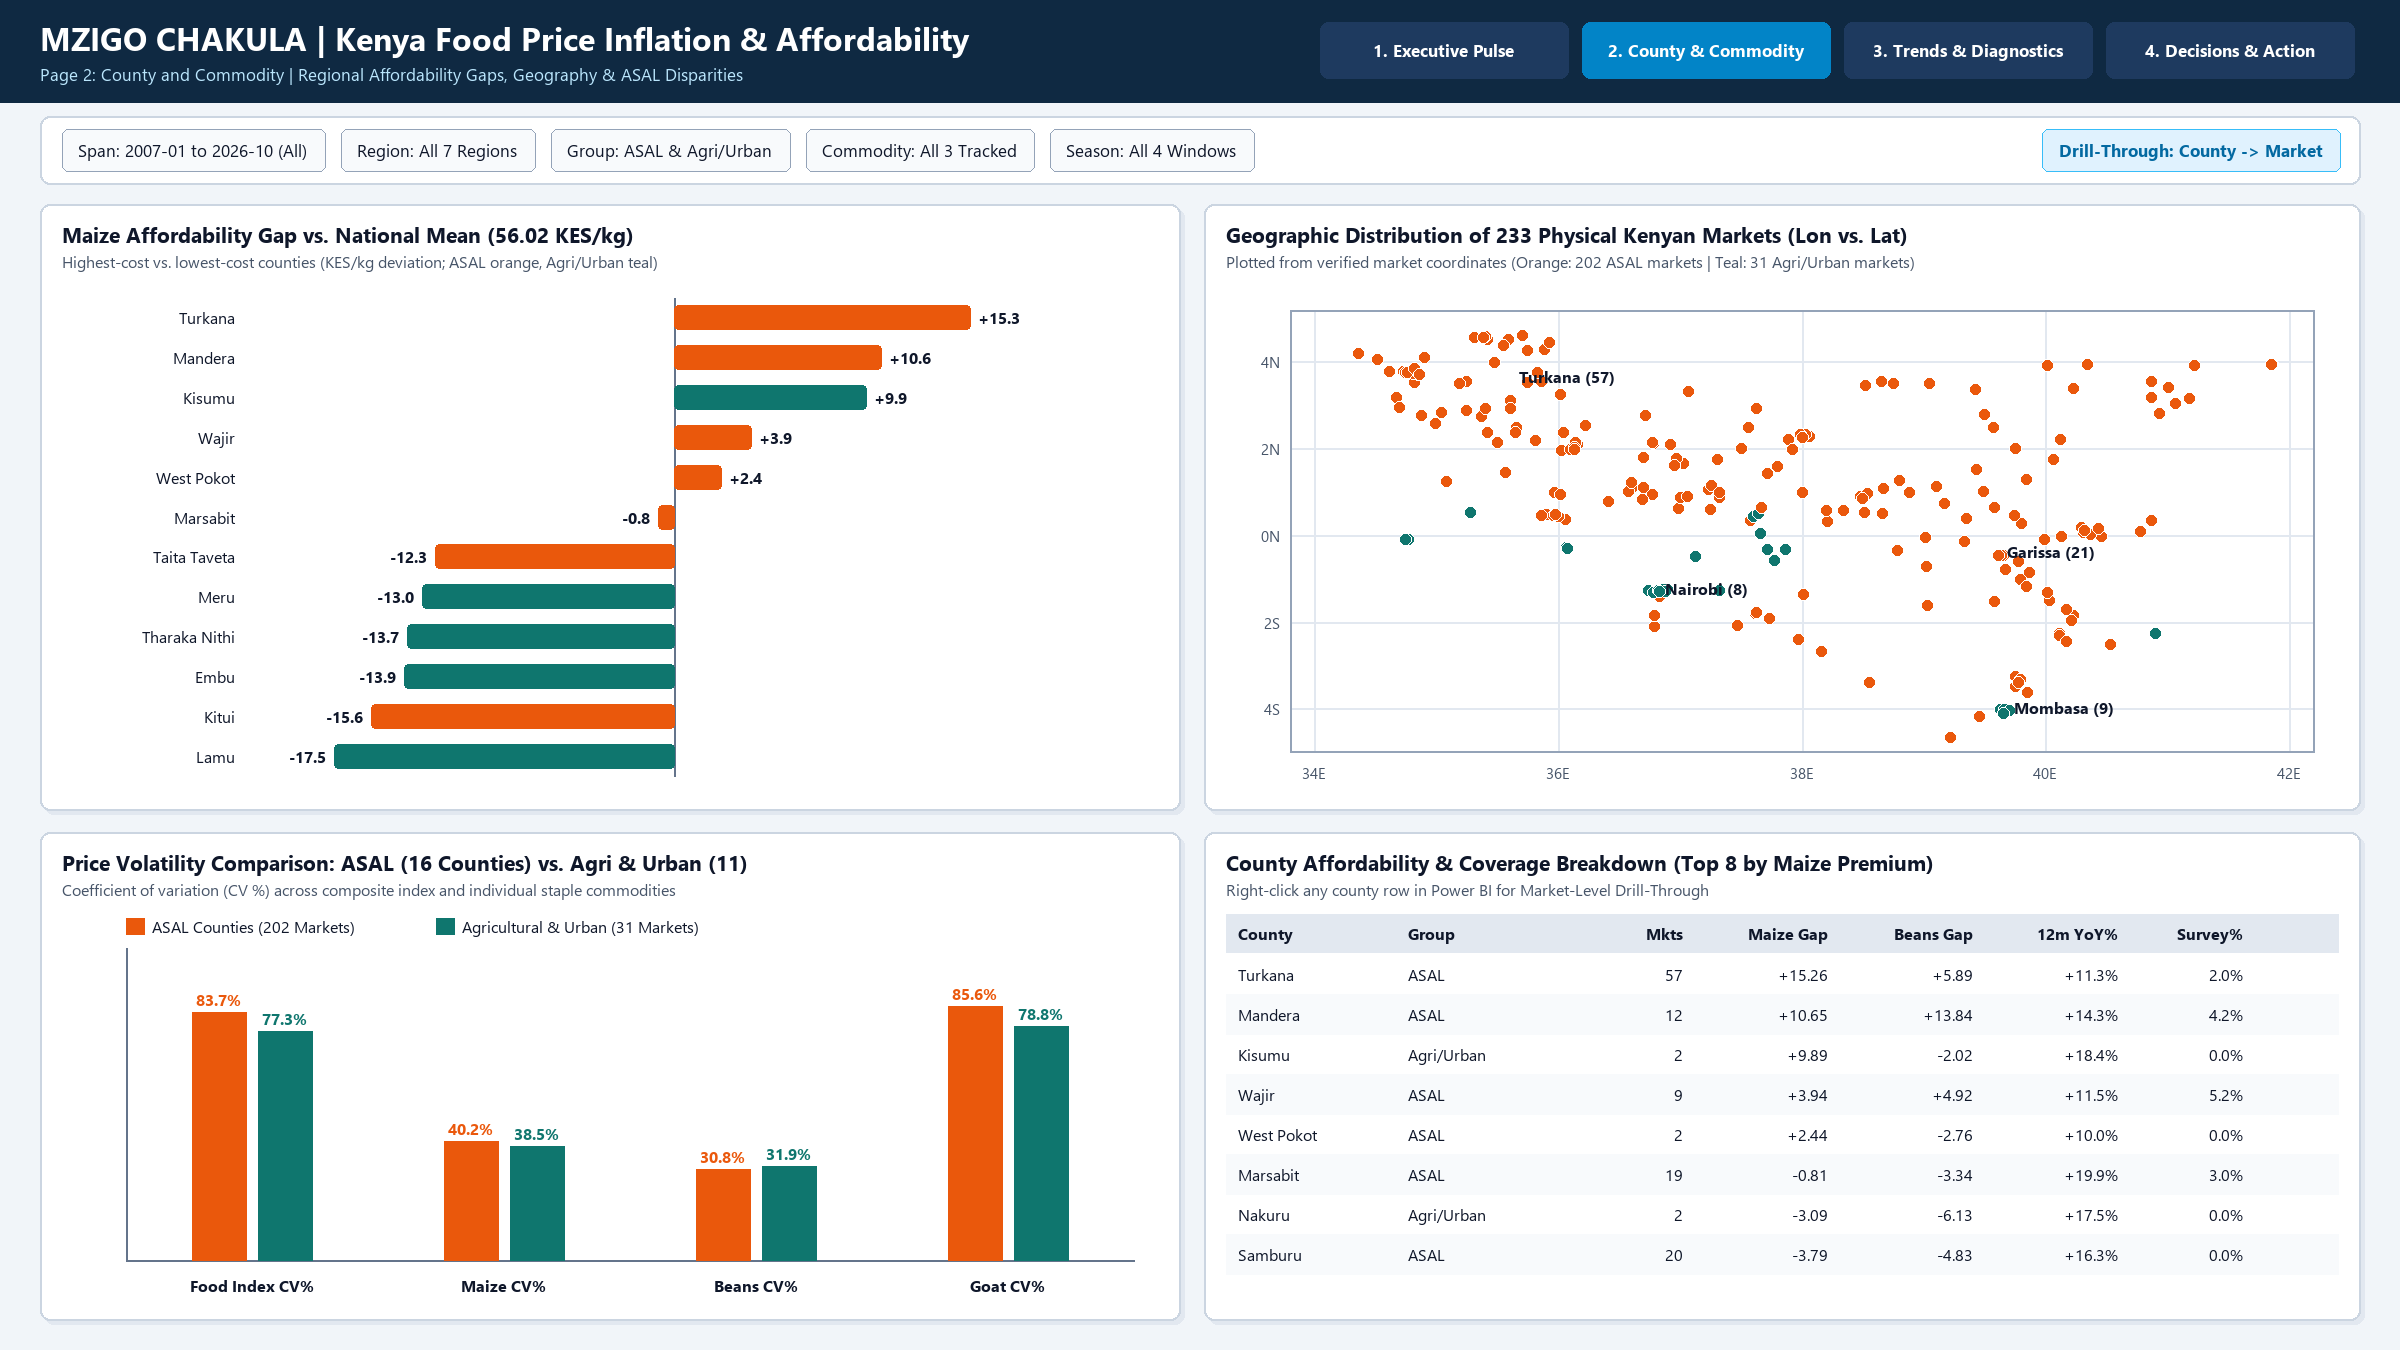 MZIGO CHAKULA | Kenya Food Price Inflation & Affordability
Page 2: County and Commodity | Regional Affordability Gaps, Geography & ASAL Disparities
1. Executive Pulse
2. County & Commodity
3. Trends & Diagnostics
4. Decisions & Action
Span: 2007-01 to 2026-10 (All)
Region: All 7 Regions
Group: ASAL & Agri/Urban
Commodity: All 3 Tracked
Season: All 4 Windows
Drill-Through: County -> Market
Maize Affordability Gap vs. National Mean (56.02 KES/kg)
Highest-cost vs. lowest-cost counties (KES/kg deviation; ASAL orange, Agri/Urban teal)
Turkana +15.3
Mandera +10.6
Kisumu +9.9
Wajir +3.9
West Pokot +2.4
Marsabit -0.8
Taita Taveta -12.3
Meru -13.0
Tharaka Nithi -13.7
Embu -13.9
Kitui -15.6
Lamu -17.5
Geographic Distribution of 233 Physical Kenyan Markets (Lon vs. Lat)
Plotted from verified market coordinates (Orange: 202 ASAL markets | Teal: 31 Agri/Urban markets)
4N
2N
0N
2S
4S
Turkana (57)
Garissa (21)
Nairobi (8)
Mombasa (9)
34E 36E 38E 40E 42E
Price Volatility Comparison: ASAL (16 Counties) vs. Agri & Urban (11)
Coefficient of variation (CV %) across composite index and individual staple commodities
ASAL Counties (202 Markets)
Agricultural & Urban (31 Markets)
83.7% 77.3%
40.2% 38.5%
30.8% 31.9%
85.6% 78.8%
Food Index CV% Maize CV% Beans CV% Goat CV%
County Affordability & Coverage Breakdown (Top 8 by Maize Premium)
Right-click any county row in Power BI for Market-Level Drill-Through
County Group Mkts Maize Gap Beans Gap 12m YoY% Survey%
Turkana ASAL 57 +15.26 +5.89 +11.3% 2.0%
Mandera ASAL 12 +10.65 +13.84 +14.3% 4.2%
Kisumu Agri/Urban 2 +9.89 -2.02 +18.4% 0.0%
Wajir ASAL 9 +3.94 +4.92 +11.5% 5.2%
West Pokot ASAL 2 +2.44 -2.76 +10.0% 0.0%
Marsabit ASAL 19 -0.81 -3.34 +19.9% 3.0%
Nakuru Agri/Urban 2 -3.09 -6.13 +17.5% 0.0%
Samburu ASAL 20 -3.79 -4.83 +16.3% 0.0%